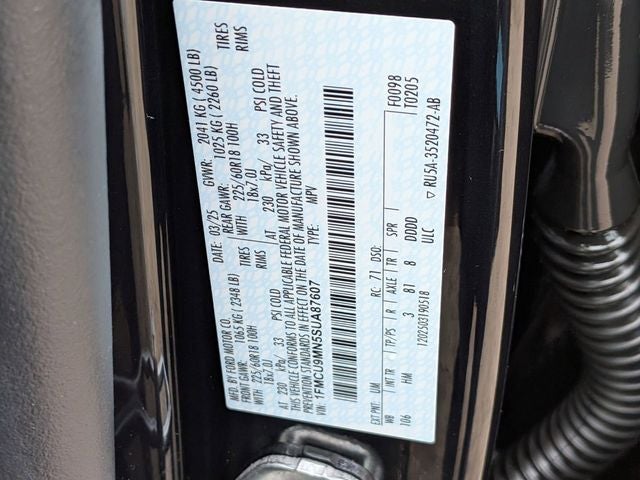 MFD. BY FORD MOTOR CO.
DATE: 03/25 GVWR: 2041 KG ( 4500 LB)
FRONT GAWR: 1065 KG ( 2348 LB) REAR GAWR: 1025 KG ( 2260 LB)
WITH 225/60R18 100H TIRES WITH 225/60R18 100H TIRES
18x7.0J RIMS 18x7.0J RIMS
AT 230 kPa/ 33 PSI COLD AT 230 kPa/ 33 PSI COLD
THIS VEHICLE CONFORMS TO ALL APPLICABLE FEDERAL MOTOR VEHICLE SAFETY AND THEFT
PREVENTION STANDARDS IN EFFECT ON THE DATE OF MANUFACTURE SHOWN ABOVE.
VIN: 1FMCU9MN5SUA87607 TYPE: MPV
F0098
T0205
EXT PNT: UM RC: 71 DSO:
WB INT TR TP/PS R AXLE TR SPR
106 HM 3 B1 8 DDDD
ULC
1202503190518
▽ RU5A-3520472-AB